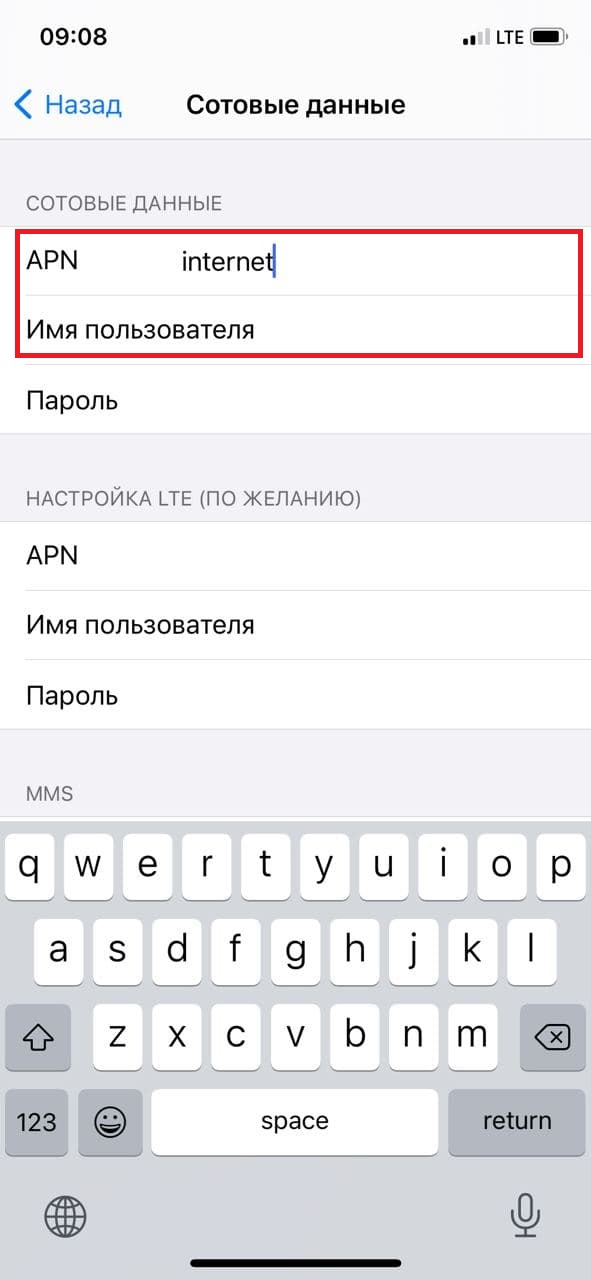 09:08 LTE
Назад Сотовые данные
СОТОВЫЕ ДАННЫЕ
APN internet
Имя пользователя
Пароль
НАСТРОЙКА LTE (ПО ЖЕЛАНИЮ)
APN
Имя пользователя
Пароль
MMS
q w e r t y u i o p
a s d f g h j k l
z x c v b n m
123 space return